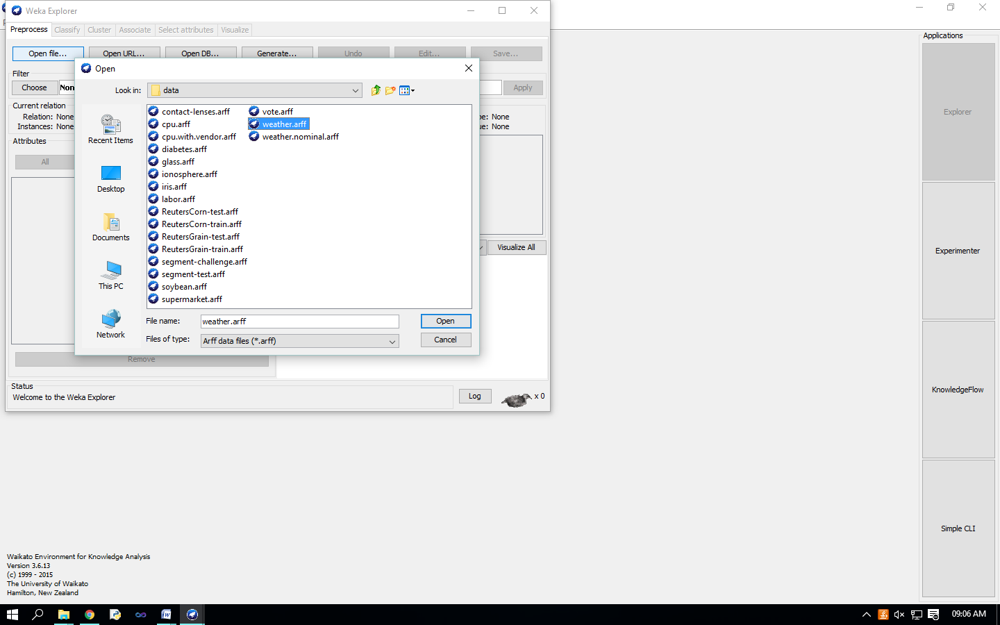 Weka Explorer
Preprocess Classify Cluster Associate Select attributes Visualize
Open file... Open URL... Open DB... Generate... Undo Edit... Save...
Filter
Choose Non Apply
Current relation
Relation: None
Instances: None
pe: None
ue: None
Attributes
All
Remove
Visualize All
Status
Welcome to the Weka Explorer
Log
x 0
Open
Look in: data
Recent Items
Desktop
Documents
This PC
Network
contact-lenses.arff
cpu.arff
cpu.with.vendor.arff
diabetes.arff
glass.arff
ionosphere.arff
iris.arff
labor.arff
ReutersCorn-test.arff
ReutersCorn-train.arff
ReutersGrain-test.arff
ReutersGrain-train.arff
segment-challenge.arff
segment-test.arff
soybean.arff
supermarket.arff
vote.arff
weather.arff
weather.nominal.arff
File name: weather.arff Open
Files of type: Arff data files (*.arff) Cancel
Applications
Explorer
Experimenter
KnowledgeFlow
Simple CLI
Waikato Environment for Knowledge Analysis
Version 3.6.13
(c) 1999 - 2015
The University of Waikato
Hamilton, New Zealand
09:06 AM